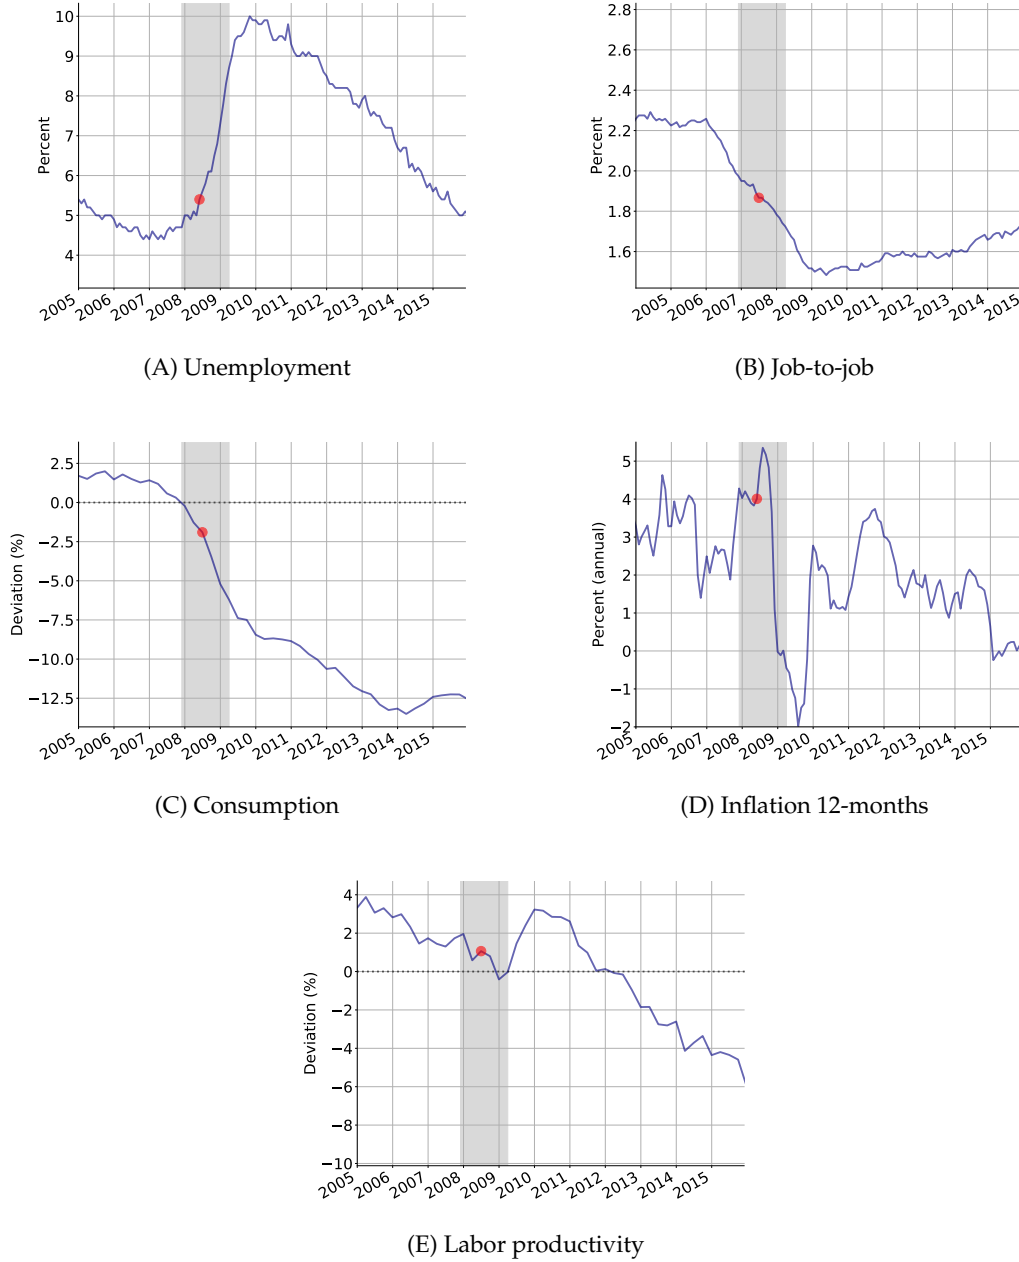 10
9
8
7
6
5
4
Percent
2005 2006 2007 2008 2009 2010 2011 2012 2013 2014 2015
(A) Unemployment
2.8
2.6
2.4
2.2
2.0
1.8
1.6
Percent
2005 2006 2007 2008 2009 2010 2011 2012 2013 2014 2015
(B) Job-to-job
2.5
0.0
−2.5
−5.0
−7.5
−10.0
−12.5
Deviation (%)
2005 2006 2007 2008 2009 2010 2011 2012 2013 2014 2015
(C) Consumption
5
4
3
2
1
0
−1
−2
Percent (annual)
2005 2006 2007 2008 2009 2010 2011 2012 2013 2014 2015
(D) Inflation 12-months
4
2
0
−2
−4
−6
−8
−10
Deviation (%)
2005 2006 2007 2008 2009 2010 2011 2012 2013 2014 2015
(E) Labor productivity